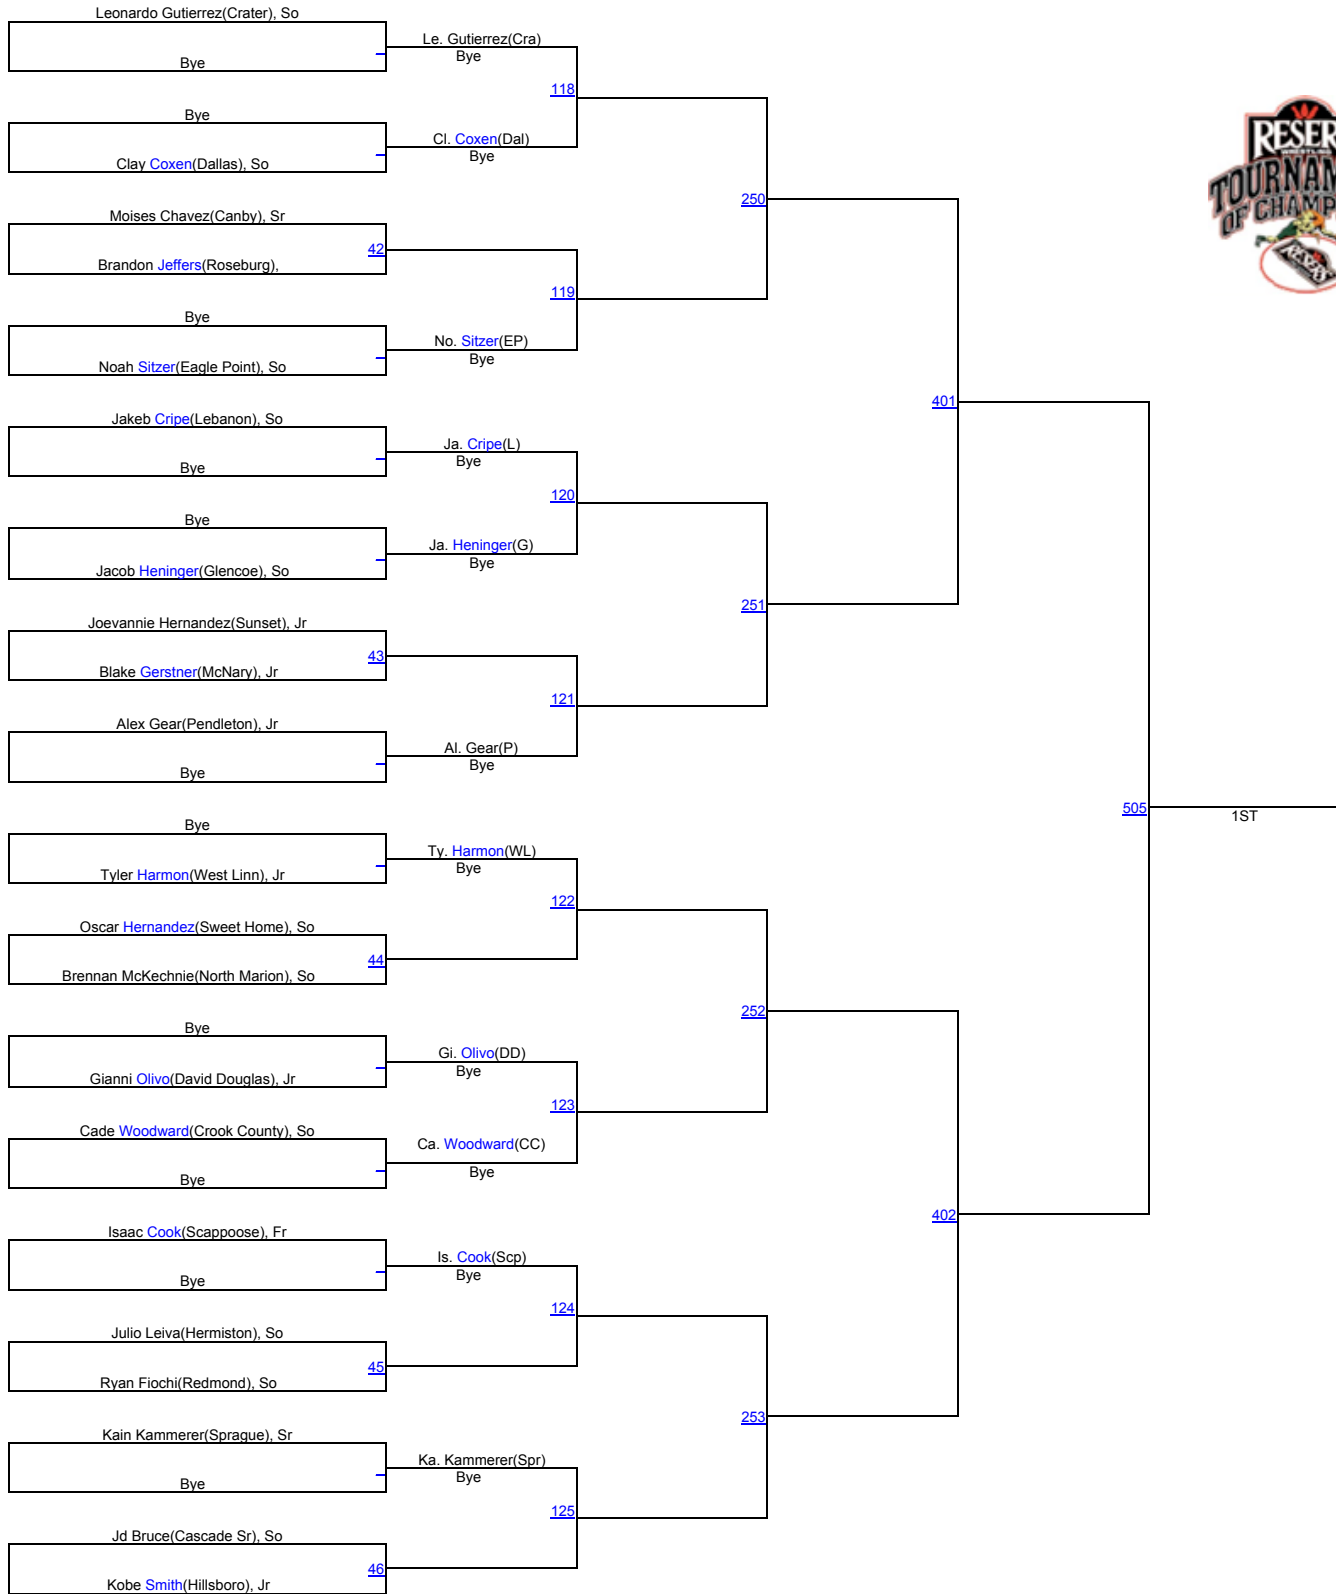 Leonardo Gutierrez(Crater), So
Bye
Le. Gutierrez(Cra)
Bye
118
Bye
Clay Coxen(Dallas), So
Cl. Coxen(Dal)
Bye
250
Moises Chavez(Canby), Sr
42
Brandon Jeffers(Roseburg),
119
Bye
Noah Sitzer(Eagle Point), So
No. Sitzer(EP)
Bye
401
Jakeb Cripe(Lebanon), So
Bye
Ja. Cripe(L)
Bye
120
Bye
Jacob Heninger(Glencoe), So
Ja. Heninger(G)
Bye
251
Joevannie Hernandez(Sunset), Jr
43
Blake Gerstner(McNary), Jr
121
Alex Gear(Pendleton), Jr
Bye
Al. Gear(P)
Bye
505
1ST
Bye
Tyler Harmon(West Linn), Jr
Ty. Harmon(WL)
Bye
122
Oscar Hernandez(Sweet Home), So
44
Brennan McKechnie(North Marion), So
252
Bye
Gianni Olivo(David Douglas), Jr
Gi. Olivo(DD)
Bye
123
Cade Woodward(Crook County), So
Bye
Ca. Woodward(CC)
Bye
402
Isaac Cook(Scappoose), Fr
Bye
Is. Cook(Scp)
Bye
124
Julio Leiva(Hermiston), So
45
Ryan Fiochi(Redmond), So
253
Kain Kammerer(Sprague), Sr
Bye
Ka. Kammerer(Spr)
Bye
125
Jd Bruce(Cascade Sr), So
46
Kobe Smith(Hillsboro), Jr
RESER
WRESTLING
TOURNAM
OF CHAMP